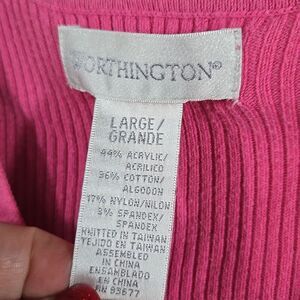 WORTHINGTON®
LARGE/
GRANDE
44% ACRYLIC/
ACRILICO
36% COTTON/
ALGODON
17% NYLON/NILON
3% SPANDEX/
SPANDEX
KNITTED IN TAIWAN
TEJIDO EN TAIWAN
ASSEMBLED
IN CHINA
ENSAMBLADO
EN CHINA
RN 93677